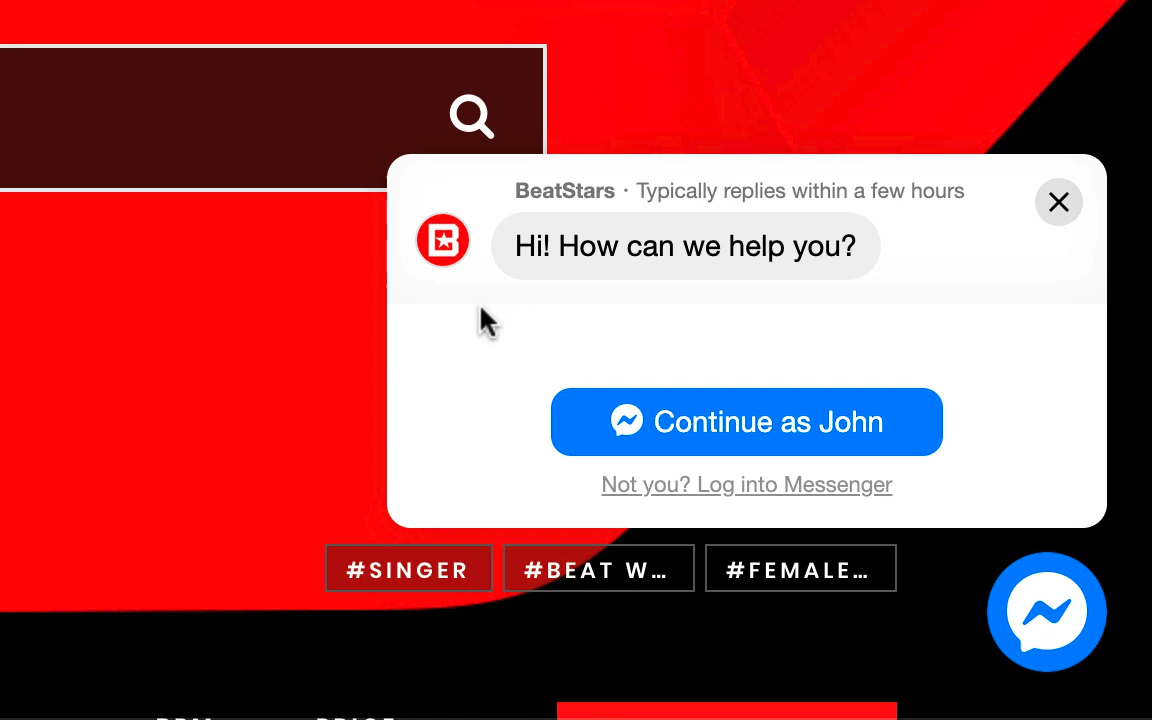 BeatStars · Typically replies within a few hours
Hi! How can we help you?
Continue as John
Not you? Log into Messenger
#SINGER #BEAT W… #FEMALE…